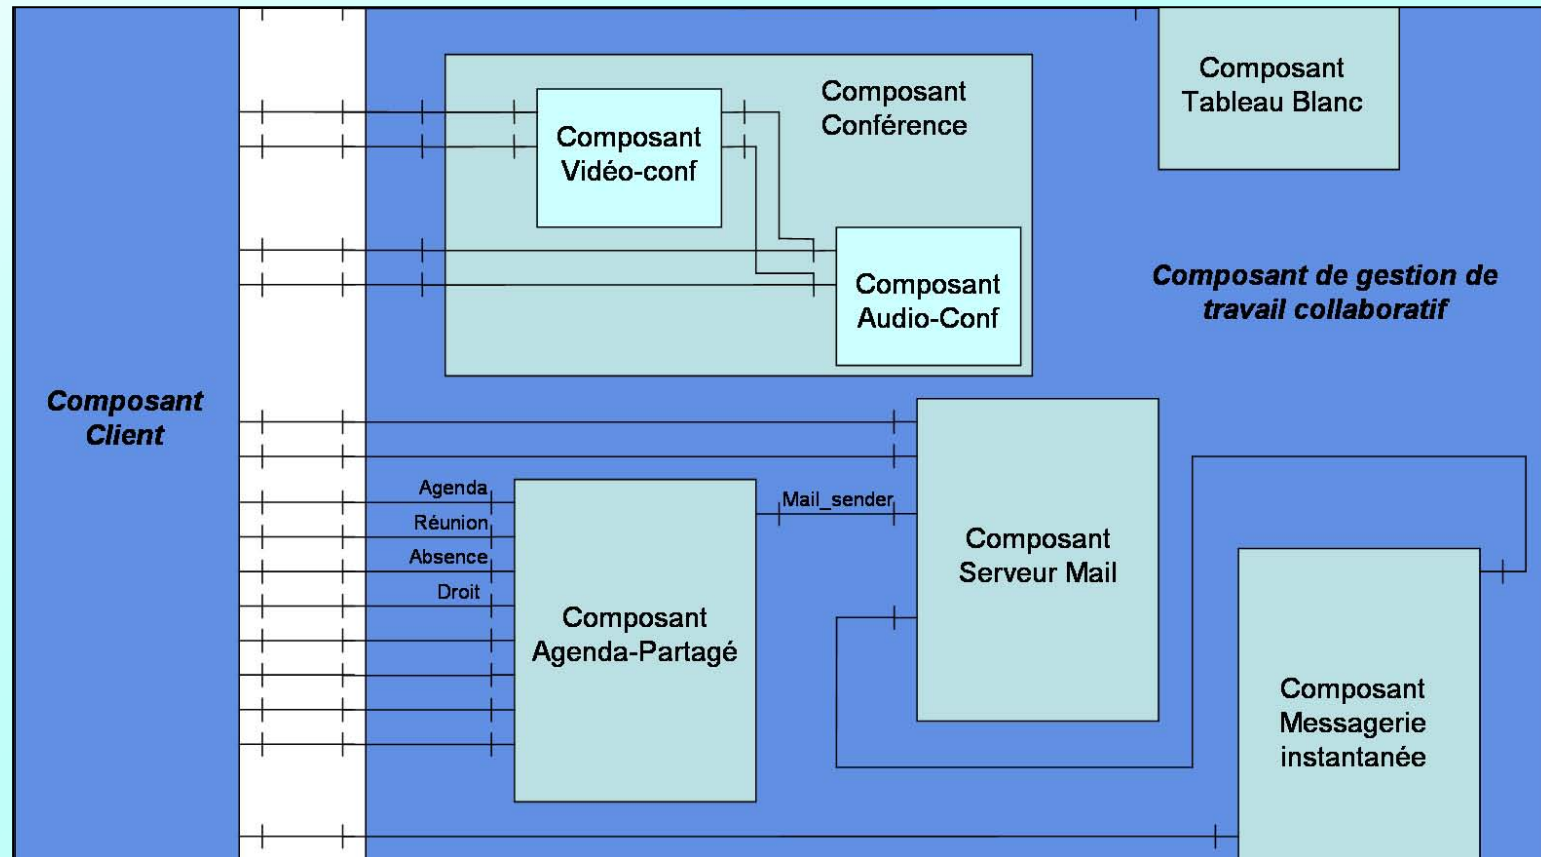 Composant
Tableau Blanc
Composant
Conférence
Composant
Vidéo-conf
Composant
Audio-Conf
Composant de gestion de
travail collaboratif
Composant
Client
Agenda
Réunion
Absence
Droit
Mail_sender
Composant
Serveur Mail
Composant
Agenda-Partagé
Composant
Messagerie
instantanée